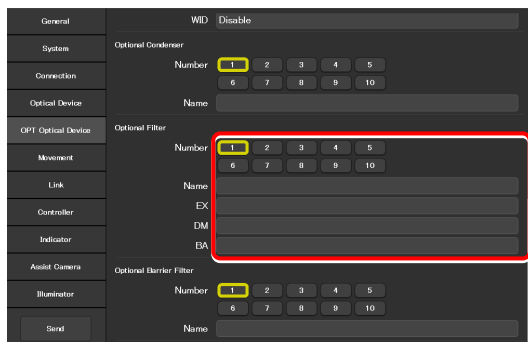 General
System
Connection
Optical Device
OPT Optical Device
Movement
Link
Controller
Indicator
Assist Camera
Illuminator
Send
WID Disable
Optional Condenser
Number 1 2 3 4 5
6 7 8 9 10
Name
Optional Filter
Number 1 2 3 4 5
6 7 8 9 10
Name
EX
DM
BA
Optional Barrier Filter
Number 1 2 3 4 5
6 7 8 9 10
Name